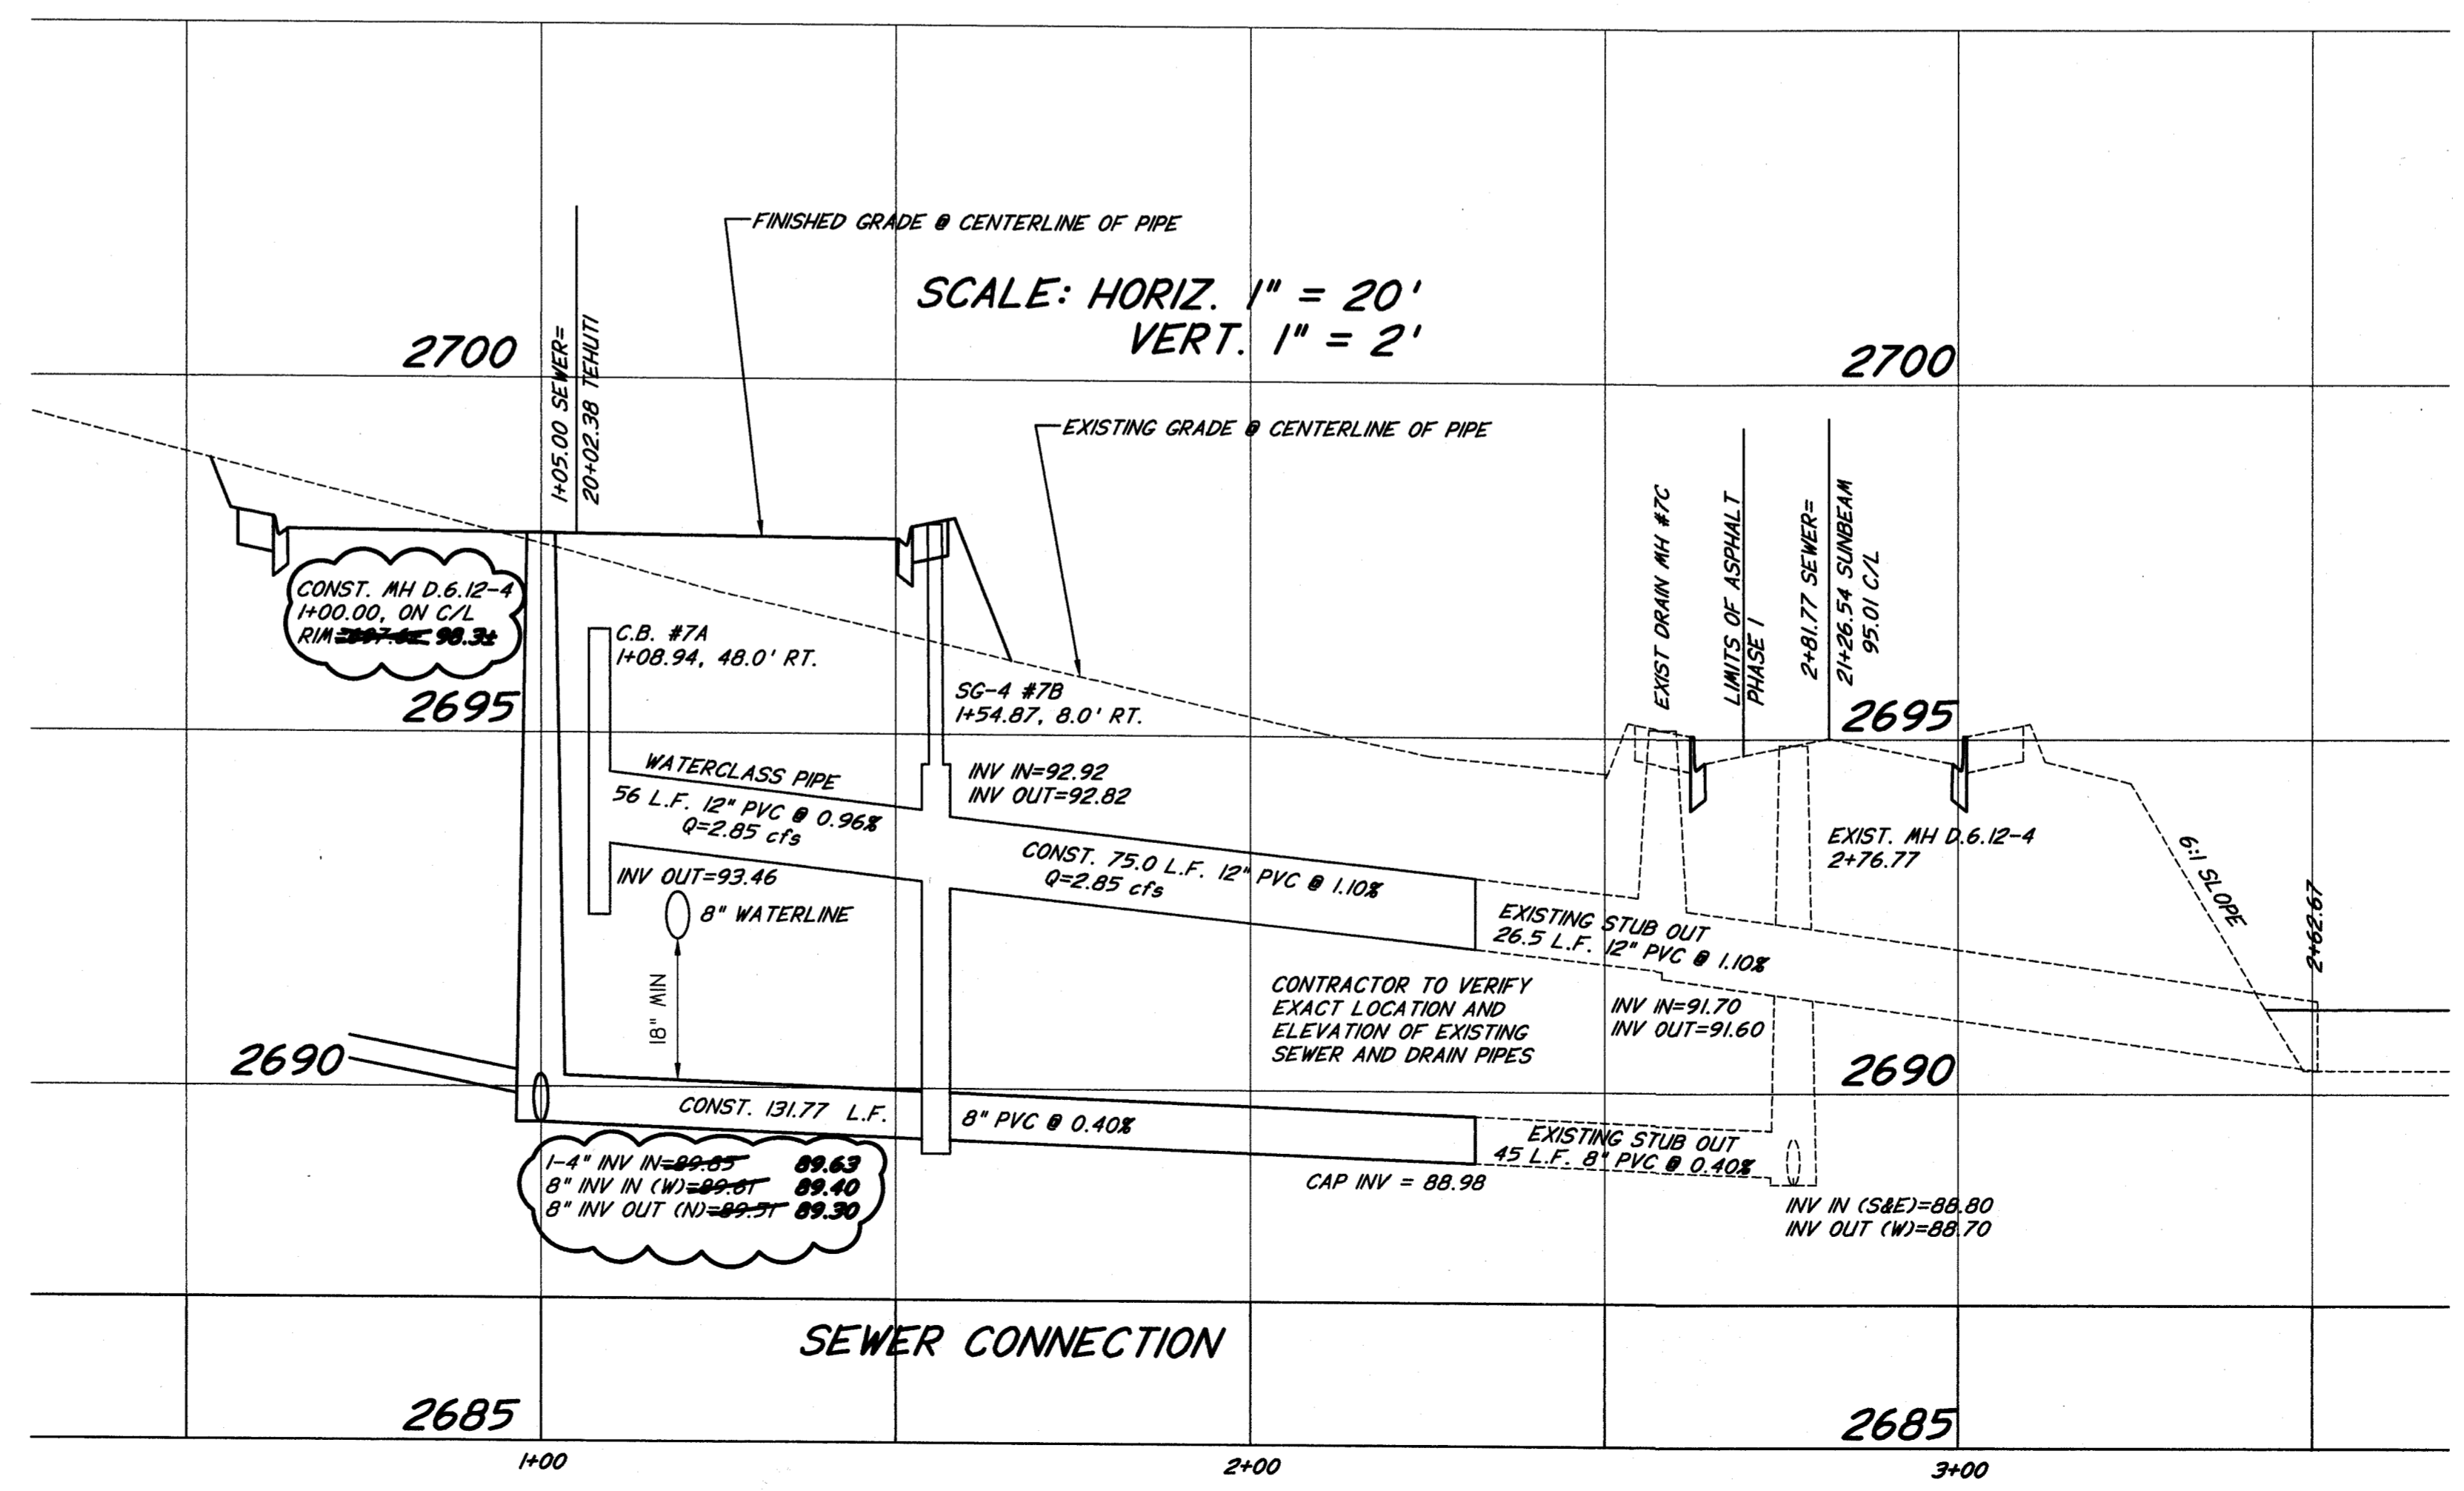 FINISHED GRADE @ CENTERLINE OF PIPE
SCALE: HORIZ. 1" = 20'
VERT. 1" = 2'
2700
1+05.00 SEWER=
20+02.38 TEHUTI
2700
EXISTING GRADE @ CENTERLINE OF PIPE
EXIST DRAIN MH #7C
LIMITS OF ASPHALT
PHASE 1
2+81.77 SEWER=
21+26.54 SUNBEAM
95.01 C/L
CONST. MH D.6.12-4
1+00.00, ON C/L
RIM= 98.3±
C.B. #7A
1+08.94, 48.0' RT.
2695
SG-4 #7B
1+54.87, 8.0' RT.
2695
WATERCLASS PIPE
56 L.F. 12" PVC @ 0.96%
Q=2.85 cfs
INV IN=92.92
INV OUT=92.82
EXIST. MH D.6.12-4
2+76.77
6:1 SLOPE
2+62.67
CONST. 75.0 L.F. 12" PVC @ 1.10%
Q=2.85 cfs
INV OUT=93.46
8" WATERLINE
18" MIN
EXISTING STUB OUT
26.5 L.F. 12" PVC @ 1.10%
CONTRACTOR TO VERIFY
EXACT LOCATION AND
ELEVATION OF EXISTING
SEWER AND DRAIN PIPES
INV IN=91.70
INV OUT=91.60
2690
2690
CONST. 131.77 L.F.
8" PVC @ 0.40%
EXISTING STUB OUT
45 L.F. 8" PVC @ 0.40%
CAP INV = 88.98
1-4" INV IN=89.85 89.63
8" INV IN (W)=89.61 89.40
8" INV OUT (N)=89.51 89.30
INV IN (S&E)=88.80
INV OUT (W)=88.70
SEWER CONNECTION
2685
2685
1+00
2+00
3+00